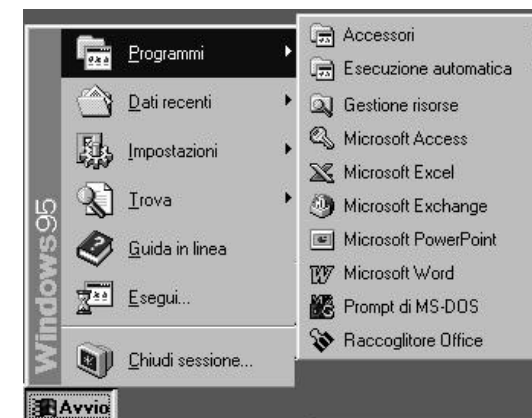 Programmi
Dati recenti
Impostazioni
Trova
Guida in linea
Esegui...
Chiudi sessione...
Windows95
Avvio
Accessori
Esecuzione automatica
Gestione risorse
Microsoft Access
Microsoft Excel
Microsoft Exchange
Microsoft PowerPoint
Microsoft Word
Prompt di MS-DOS
Raccoglitore Office